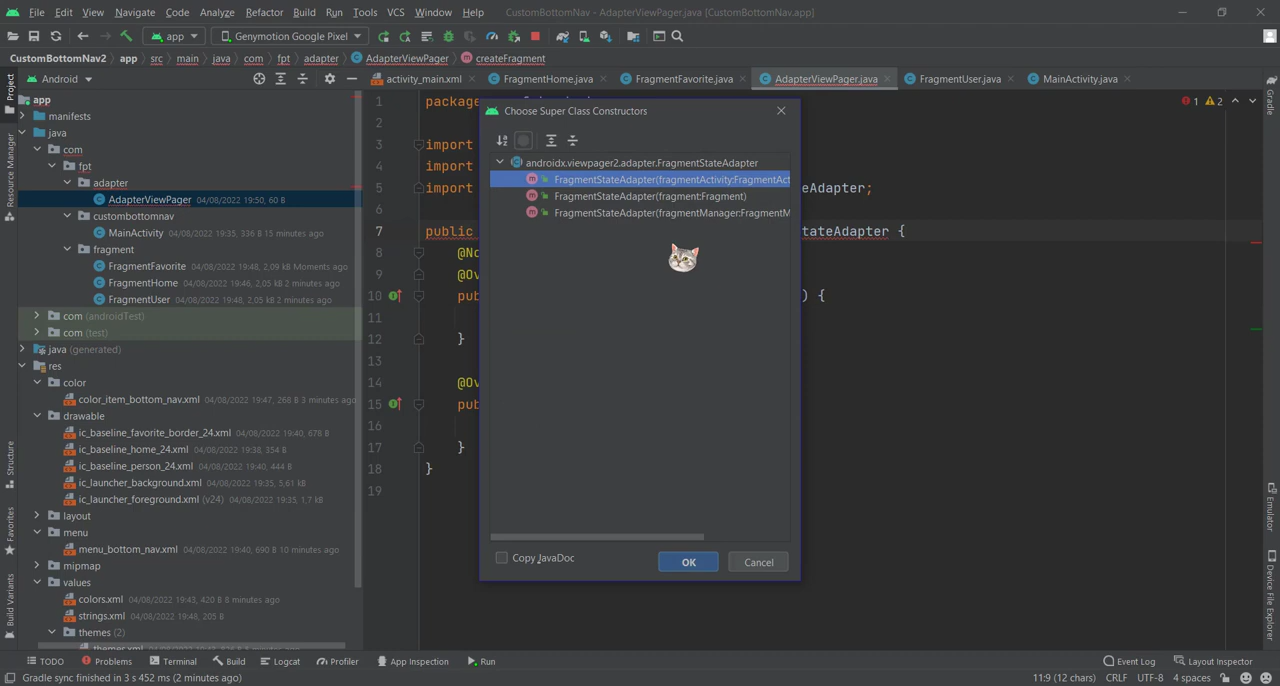 File Edit View Navigate Code Analyze Refactor Build Run Tools VCS Window Help CustomBottomNav - AdapterViewPager.java [CustomBottomNav.app]
app Genymotion Google Pixel
CustomBottomNav2 app src main java com fpt adapter AdapterViewPager createFragment
Android activity_main.xml FragmentHome.java FragmentFavorite.java AdapterViewPager.java FragmentUser.java MainActivity.java
Project
Resource Manager
Structure
Favorites
Build Variants
app
manifests
java
com
fpt
adapter
AdapterViewPager 04/08/2022 19:50, 60 B
custombottomnav
MainActivity 04/08/2022 19:35, 336 B 15 minutes ago
fragment
FragmentFavorite 04/08/2022 19:48, 2,09 kB Moments ago
FragmentHome 04/08/2022 19:46, 2,05 kB 2 minutes ago
FragmentUser 04/08/2022 19:48, 2,05 kB 2 minutes ago
com (androidTest)
com (test)
java (generated)
res
color
color_item_bottom_nav.xml 04/08/2022 19:47, 268 B 3 minutes ago
drawable
ic_baseline_favorite_border_24.xml 04/08/2022 19:40, 678 B
ic_baseline_home_24.xml 04/08/2022 19:38, 354 B
ic_baseline_person_24.xml 04/08/2022 19:40, 444 B
ic_launcher_background.xml 04/08/2022 19:35, 5,61 kB
ic_launcher_foreground.xml (v24) 04/08/2022 19:35, 1,7 kB
layout
menu
menu_bottom_nav.xml 04/08/2022 19:40, 690 B 10 minutes ago
mipmap
values
colors.xml 04/08/2022 19:43, 420 B 8 minutes ago
strings.xml 04/08/2022 19:48, 205 B
themes (2)
1 package
2
3 import
4 import
5 import ateAdapter;
6
7 public tateAdapter {
8 @No
9 @Ov
10 pub ) {
11
12 }
13
14 @Ov
15 pub
16
17 }
18 }
19
1 2
Choose Super Class Constructors
androidx.viewpager2.adapter.FragmentStateAdapter
FragmentStateAdapter(fragmentActivity:FragmentAct
FragmentStateAdapter(fragment:Fragment)
FragmentStateAdapter(fragmentManager:FragmentM
Copy JavaDoc
OK Cancel
Gradle
Emulator
Device File Explorer
TODO Problems Terminal Build Logcat Profiler App Inspection Run Event Log Layout Inspector
Gradle sync finished in 3 s 452 ms (2 minutes ago) 11:9 (12 chars) CRLF UTF-8 4 spaces